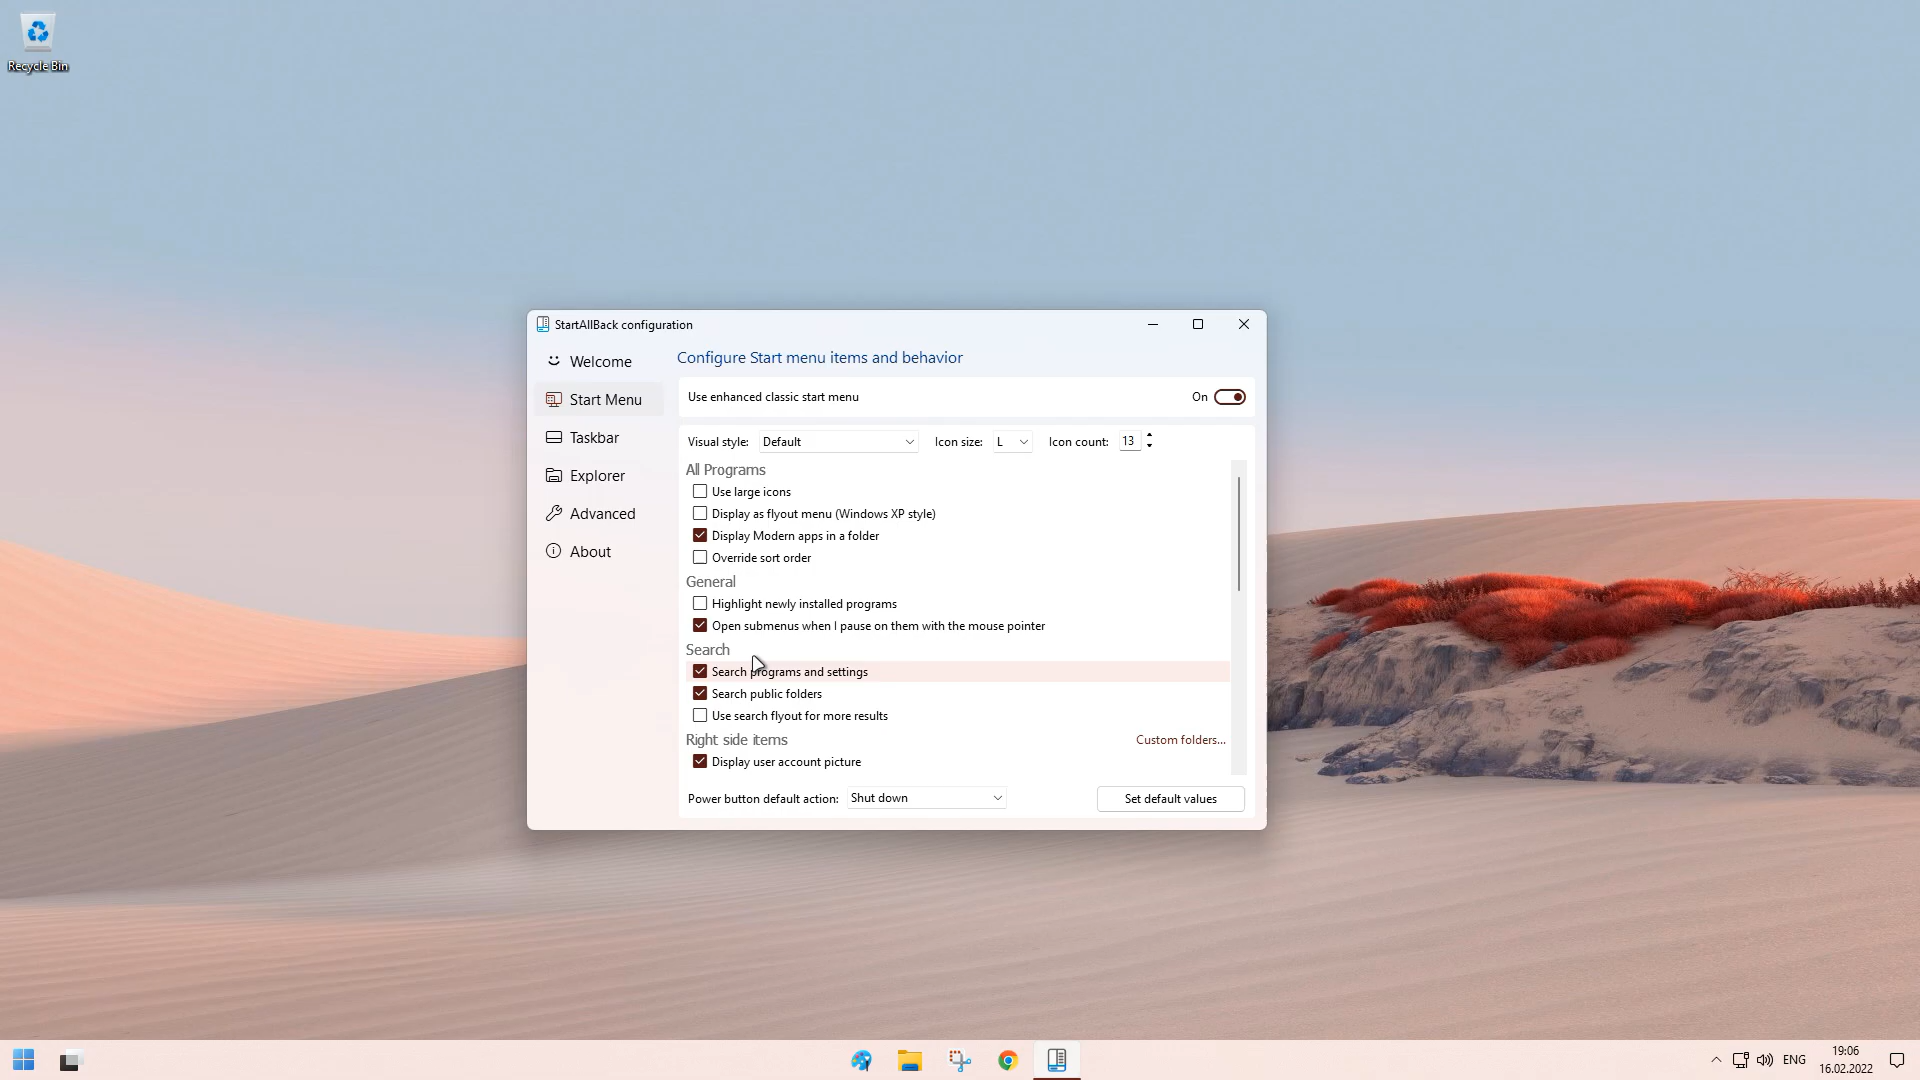 Recycle Bin
StartAllBack configuration
Welcome
Start Menu
Taskbar
Explorer
Advanced
About
Configure Start menu items and behavior
Use enhanced classic start menu
On
Visual style: Default Icon size: L Icon count: 13
All Programs
Use large icons
Display as flyout menu (Windows XP style)
Display Modern apps in a folder
Override sort order
General
Highlight newly installed programs
Open submenus when I pause on them with the mouse pointer
Search
Search programs and settings
Search public folders
Use search flyout for more results
Right side items Custom folders...
Display user account picture
Power button default action: Shut down Set default values
ENG
19:06
16.02.2022